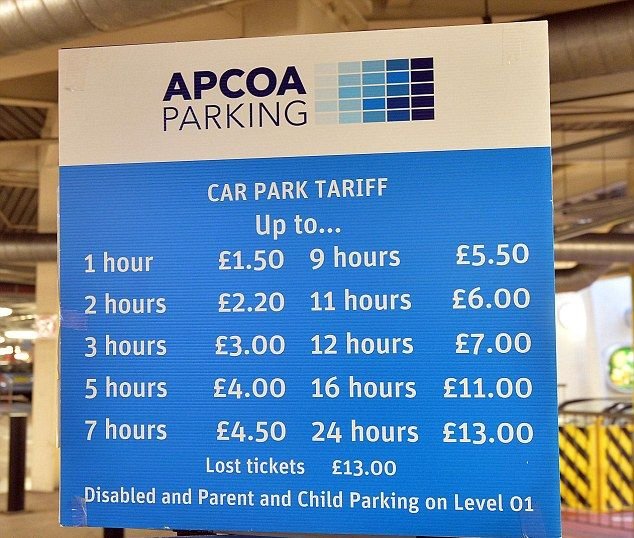 APCOA
PARKING
CAR PARK TARIFF
Up to...
1 hour £1.50 9 hours £5.50
2 hours £2.20 11 hours £6.00
3 hours £3.00 12 hours £7.00
5 hours £4.00 16 hours £11.00
7 hours £4.50 24 hours £13.00
Lost tickets £13.00
Disabled and Parent and Child Parking on Level 01